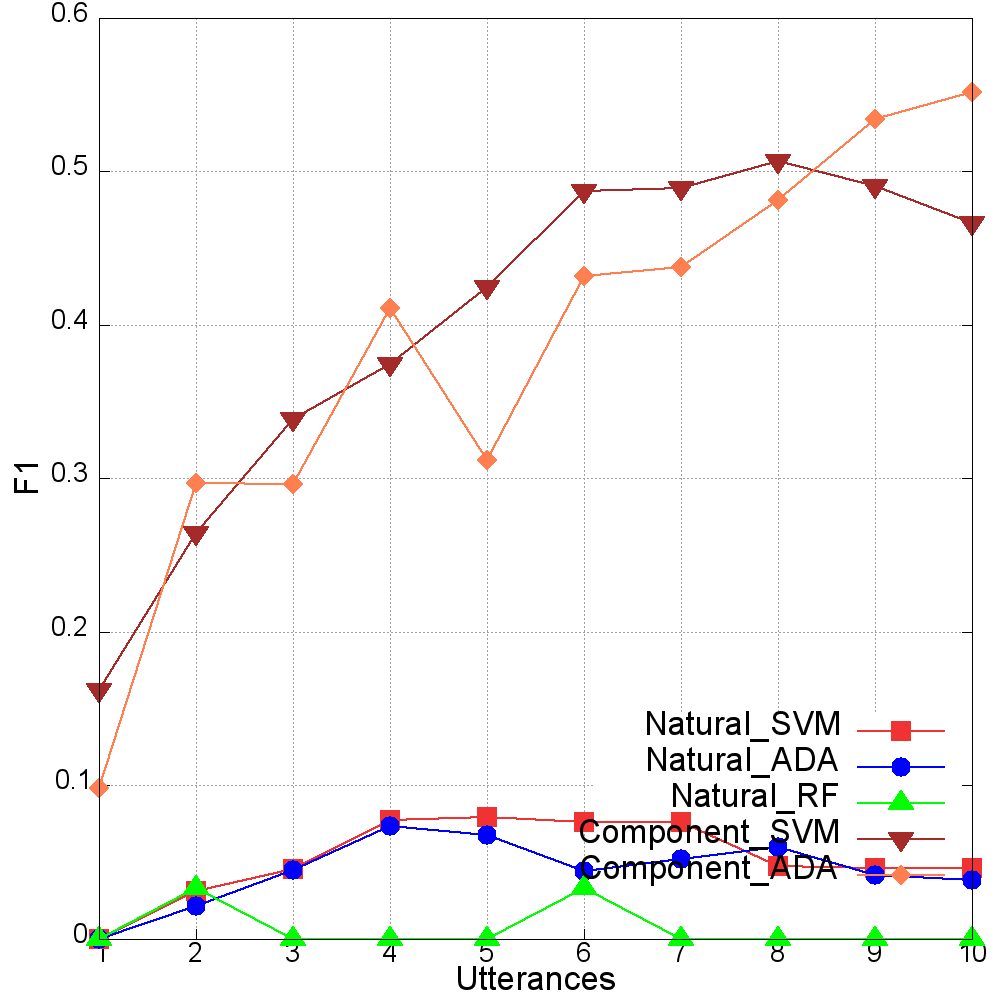 0.6
0.5
0.4
0.3
0.2
0.1
0
F1
1 2 3 4 5 6 7 8 9 10
Utterances
Natural_SVM
Natural_ADA
Natural_RF
Component_SVM
Component_ADA